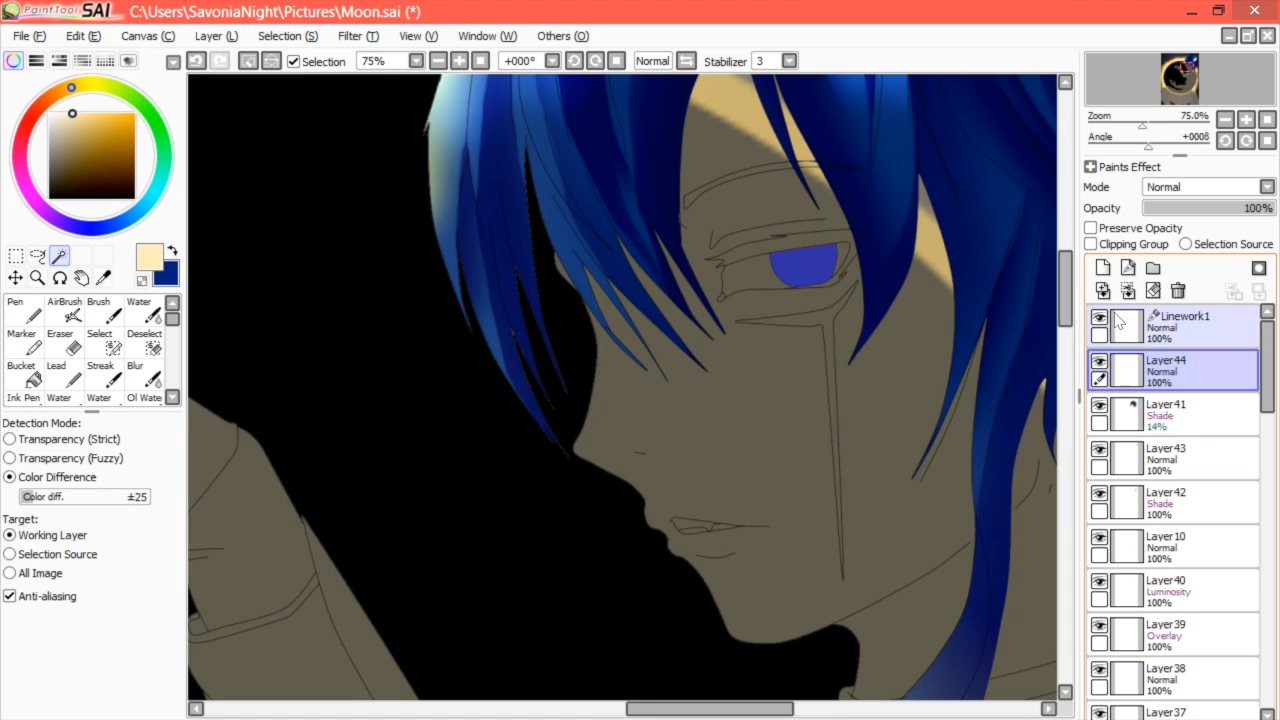 PaintTool SAI C:\Users\SavoniaNight\Pictures\Moon.sai (*)
File (F) Edit (E) Canvas (C) Layer (L) Selection (S) Filter (T) View (V) Window (W) Others (O)
Selection 75% +000° Normal Stabilizer 3
Zoom 75.0%
Angle +000ß
Paints Effect
Mode Normal
Opacity 100%
Preserve Opacity
Clipping Group Selection Source
Pen AirBrush Brush Water
Marker Eraser Select Deselect
Bucket Lead Streak Blur
Ink Pen Water Water Oil Water
Detection Mode:
Transparency (Strict)
Transparency (Fuzzy)
Color Difference
Color diff. ±25
Target:
Working Layer
Selection Source
All Image
Anti-aliasing
Linework1
Normal
100%
Layer44
Normal
100%
Layer41
Shade
14%
Layer43
Normal
100%
Layer42
Shade
100%
Layer10
Normal
100%
Layer40
Luminosity
100%
Layer39
Overlay
100%
Layer38
Normal
100%
Layer37